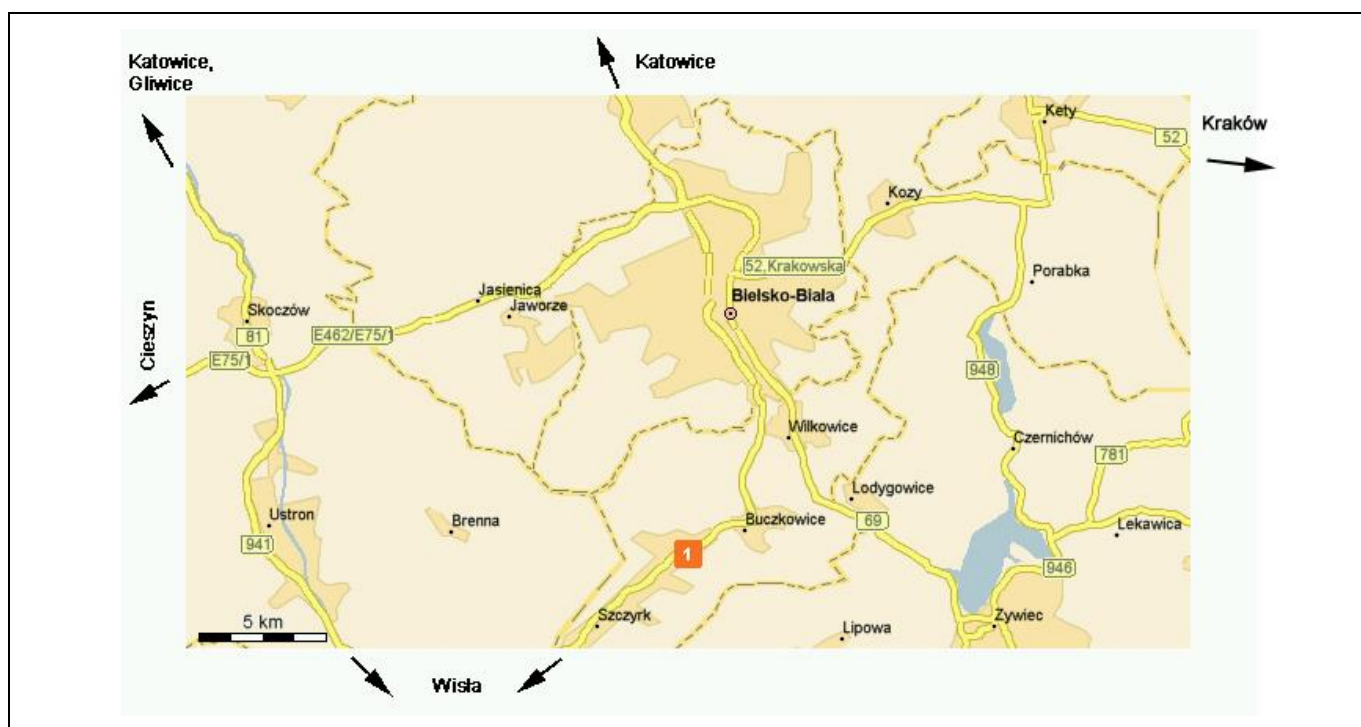 Katowice,
Gliwice
Katowice
Kety
Kraków
52
Kozy
,52,Krakowska
Porabka
Jasienica
Bielsko-Biala
Jaworze
Skoczów
81
E462/E75/1
Cieszyn
E75/1
948
Wilkowice
Czernichów
781
Lodygowice
Ustron
Brenna
Buczkowice
69
Lekawica
941
1
946
5 km
Szczyrk
Lipowa
Zywiec
Wisła